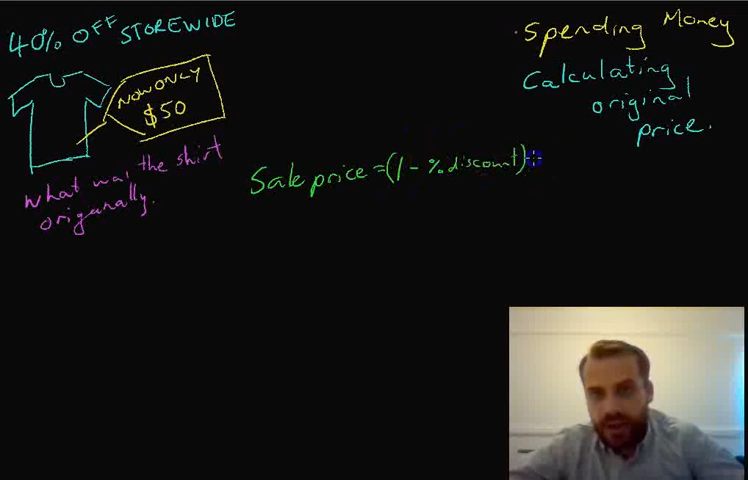 40% OFF STOREWIDE
NOW ONLY
$50
what was the shirt
origunally.
• Spending Money
Calculating
original
price.
Sale price = (1 - % discount)